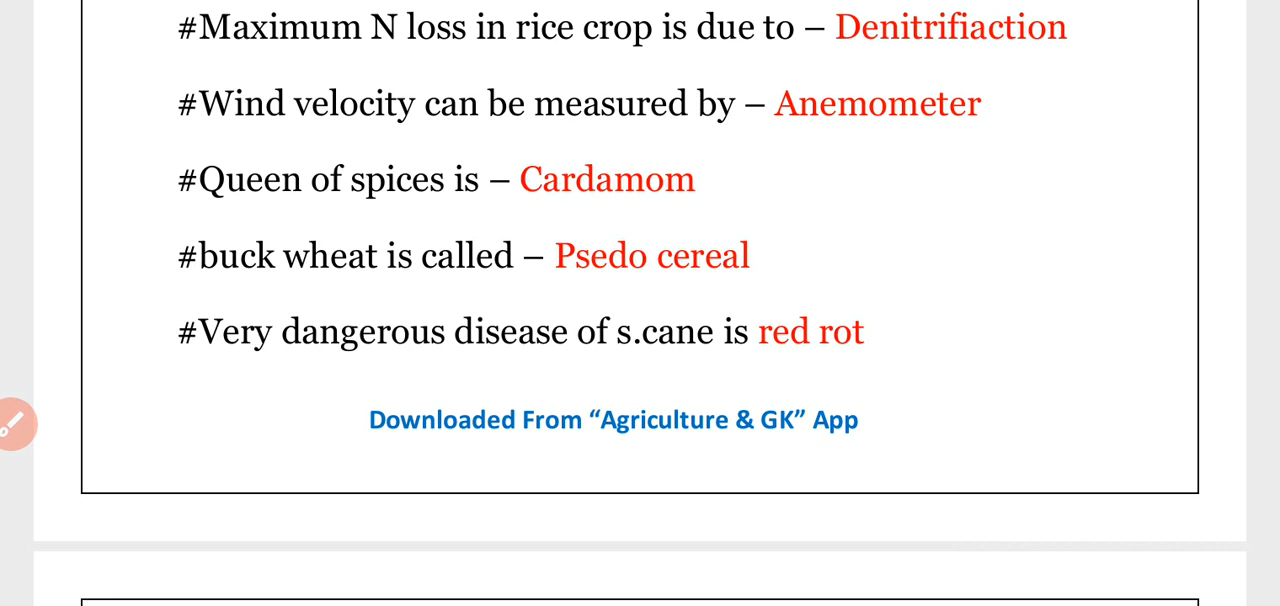 #Maximum N loss in rice crop is due to – Denitrifiaction
#Wind velocity can be measured by – Anemometer
#Queen of spices is – Cardamom
#buck wheat is called – Psedo cereal
#Very dangerous disease of s.cane is red rot
Downloaded From “Agriculture & GK” App